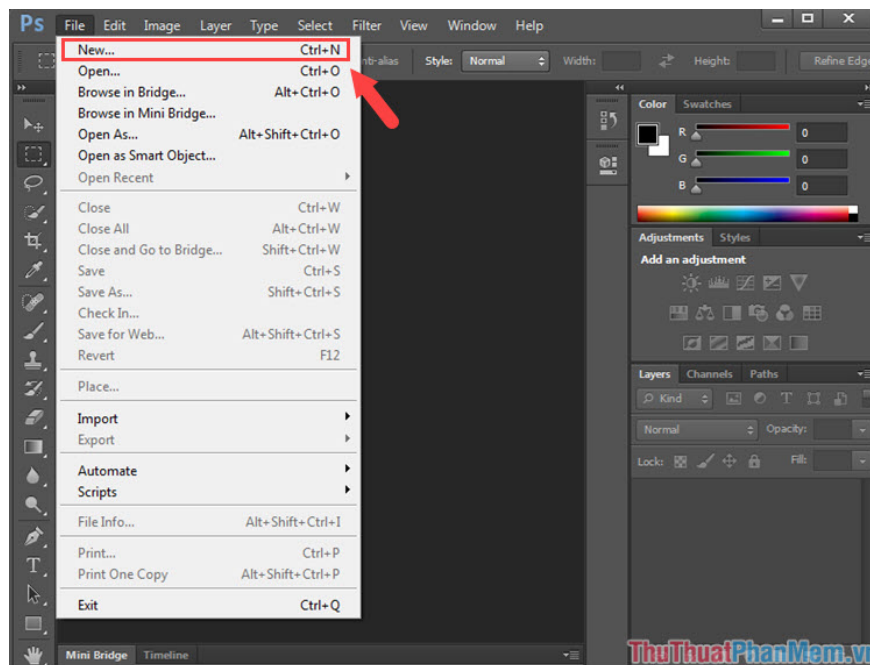 Ps File Edit Image Layer Type Select Filter View Window Help
nti-alias Style: Normal Width: Height: Refine Edg
New... Ctrl+N
Open... Ctrl+O
Browse in Bridge... Alt+Ctrl+O
Browse in Mini Bridge...
Open As... Alt+Shift+Ctrl+O
Open as Smart Object...
Open Recent
Close Ctrl+W
Close All Alt+Ctrl+W
Close and Go to Bridge... Shift+Ctrl+W
Save Ctrl+S
Save As... Shift+Ctrl+S
Check In...
Save for Web... Alt+Shift+Ctrl+S
Revert F12
Place...
Import
Export
Automate
Scripts
File Info... Alt+Shift+Ctrl+I
Print... Ctrl+P
Print One Copy Alt+Shift+Ctrl+P
Exit Ctrl+Q
Color Swatches
R 0
G 0
B 0
Adjustments Styles
Add an adjustment
Layers Channels Paths
Kind
Normal Opacity:
Lock: Fill:
Mini Bridge Timeline
ThuThuatPhanMem.vn